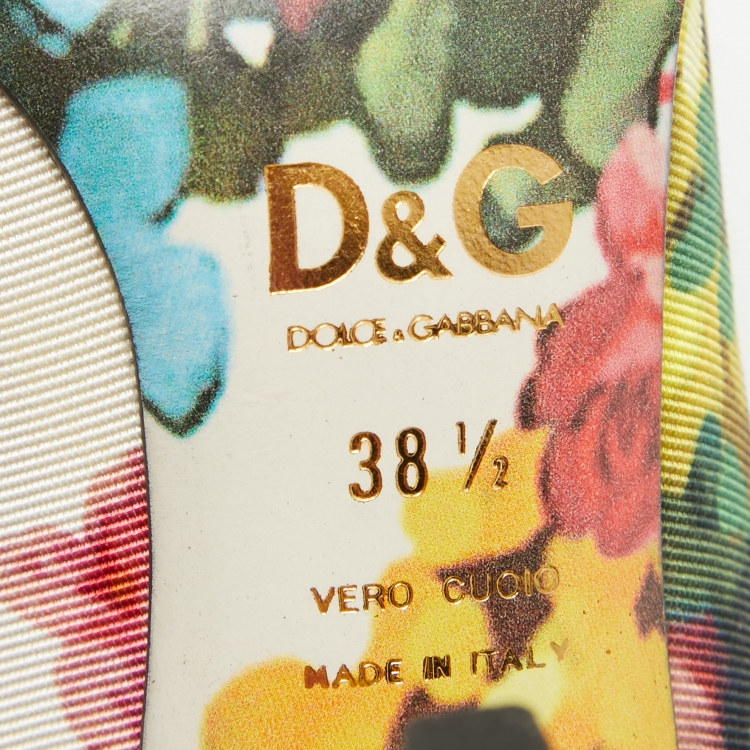 D&G
DOLCE & GABBANA
38 ½
VERO CUOIO
MADE IN ITALY